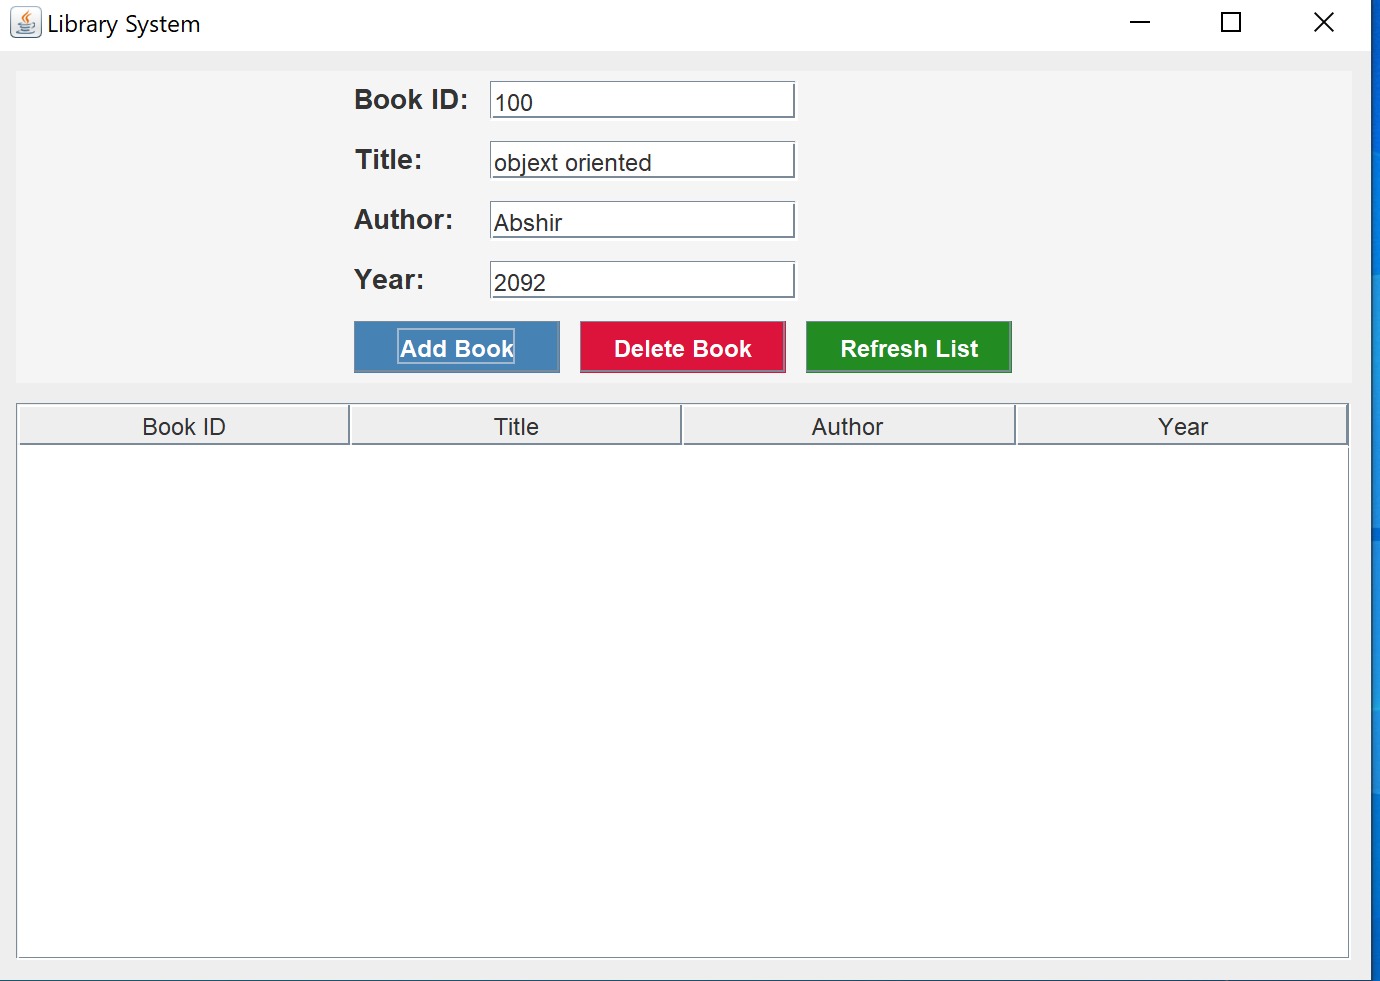 Library System
Book ID: 100
Title: objext oriented
Author: Abshir
Year: 2092
Add Book Delete Book Refresh List
Book ID Title Author Year